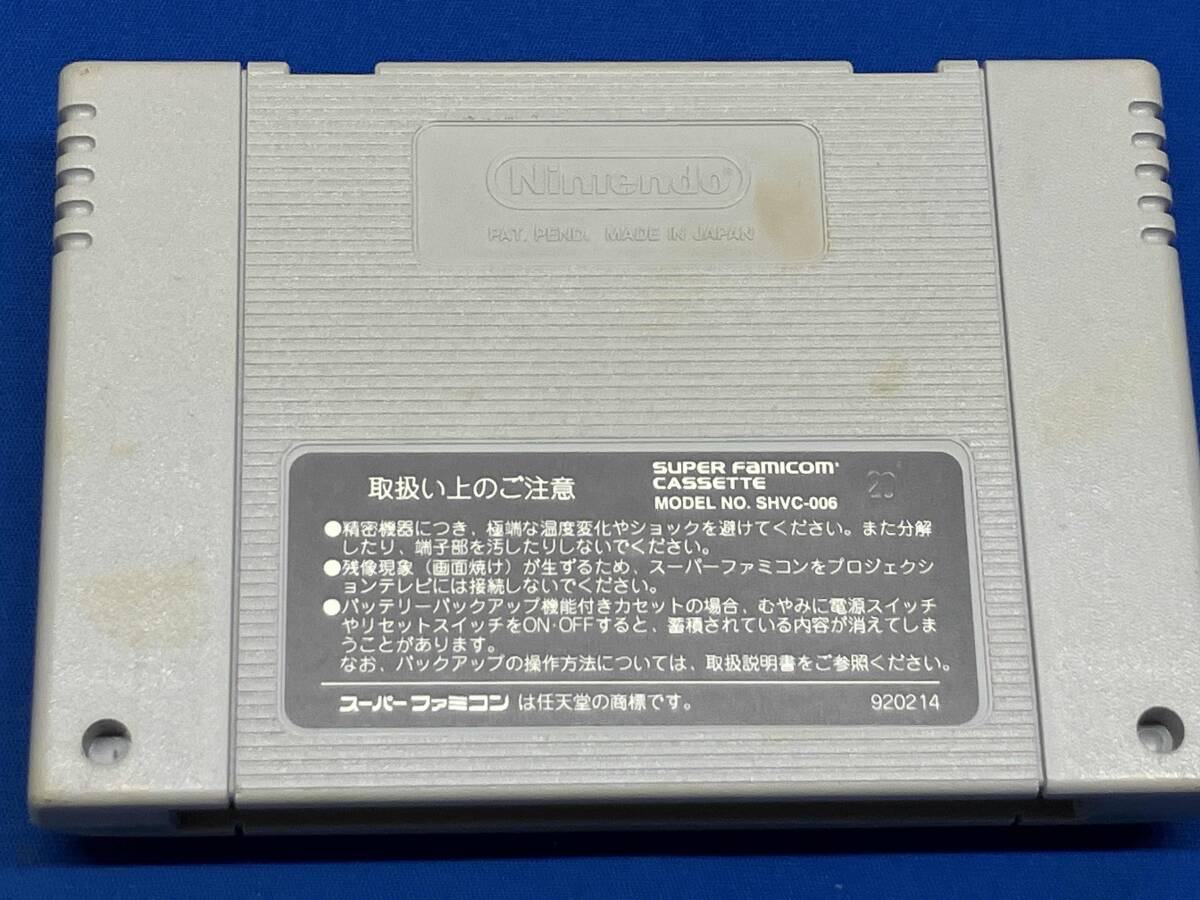 Nintendo®
PAT. PEND. MADE IN JAPAN
取扱い上のご注意
SUPER FAMICOM
CASSETTE
MODEL NO. SHVC-006
●精密機器につき、極端な温度変化やショックを避けてください。また分解
したり、端子部を汚したりしないでください。
●残像現象（画面焼け）が生ずるため、スーパーファミコンをプロジェクシ
ョンテレビには接続しないでください。
●バッテリーバックアップ機能付きカセットの場合、むやみに電源スイッチ
やリセットスイッチをON・OFFすると、蓄積されている内容が消えてしま
うことがあります。
なお、バックアップの操作方法については、取扱説明書をご参照ください。
スーパーファミコン は任天堂の商標です。
920214